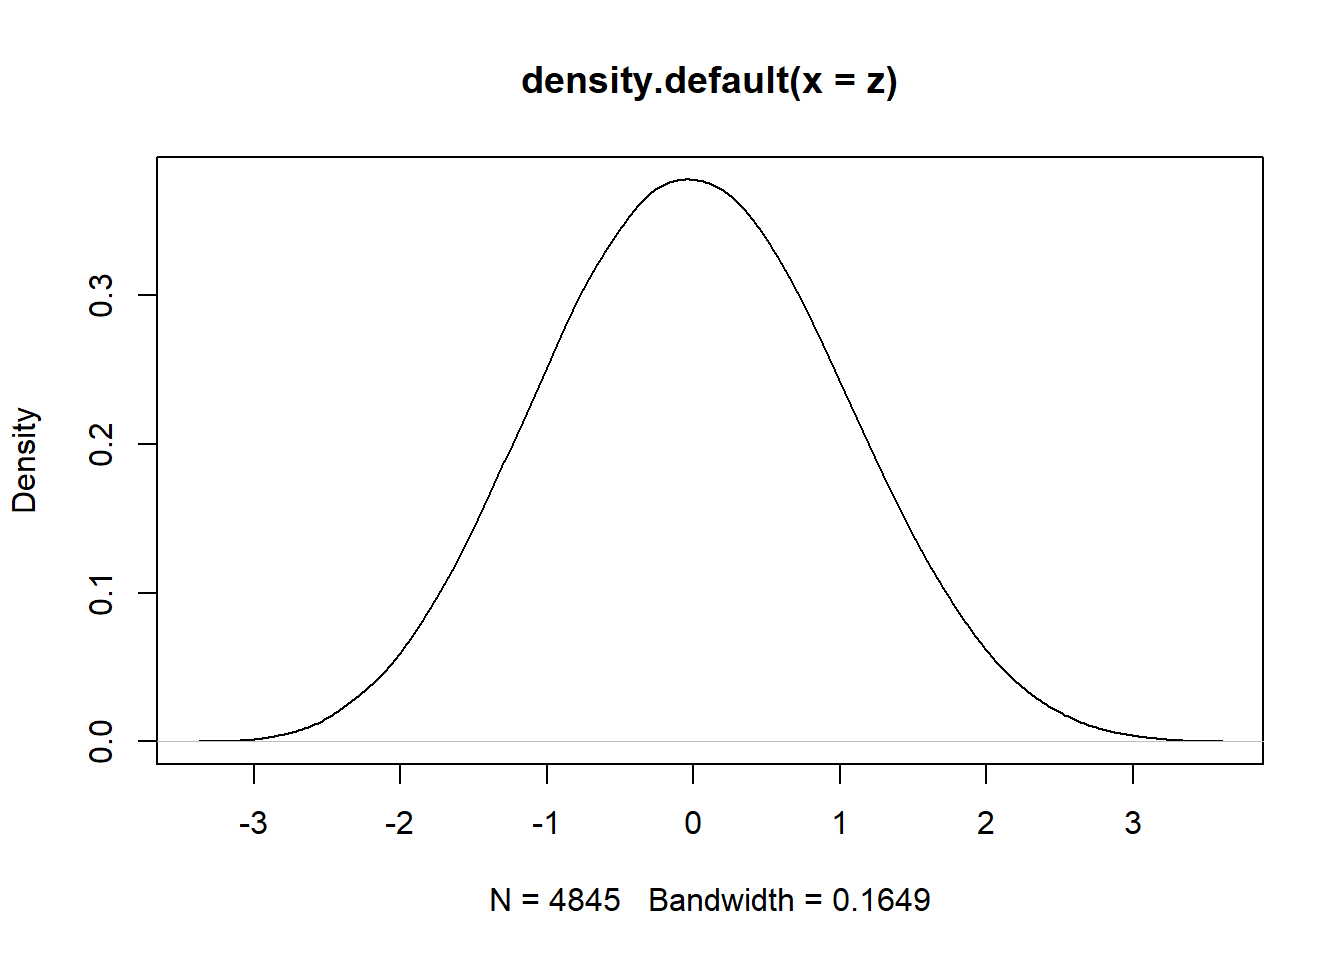 density.default(x = z)
Density
0.3
0.2
0.1
0.0
-3 -2 -1 0 1 2 3
N = 4845   Bandwidth = 0.1649